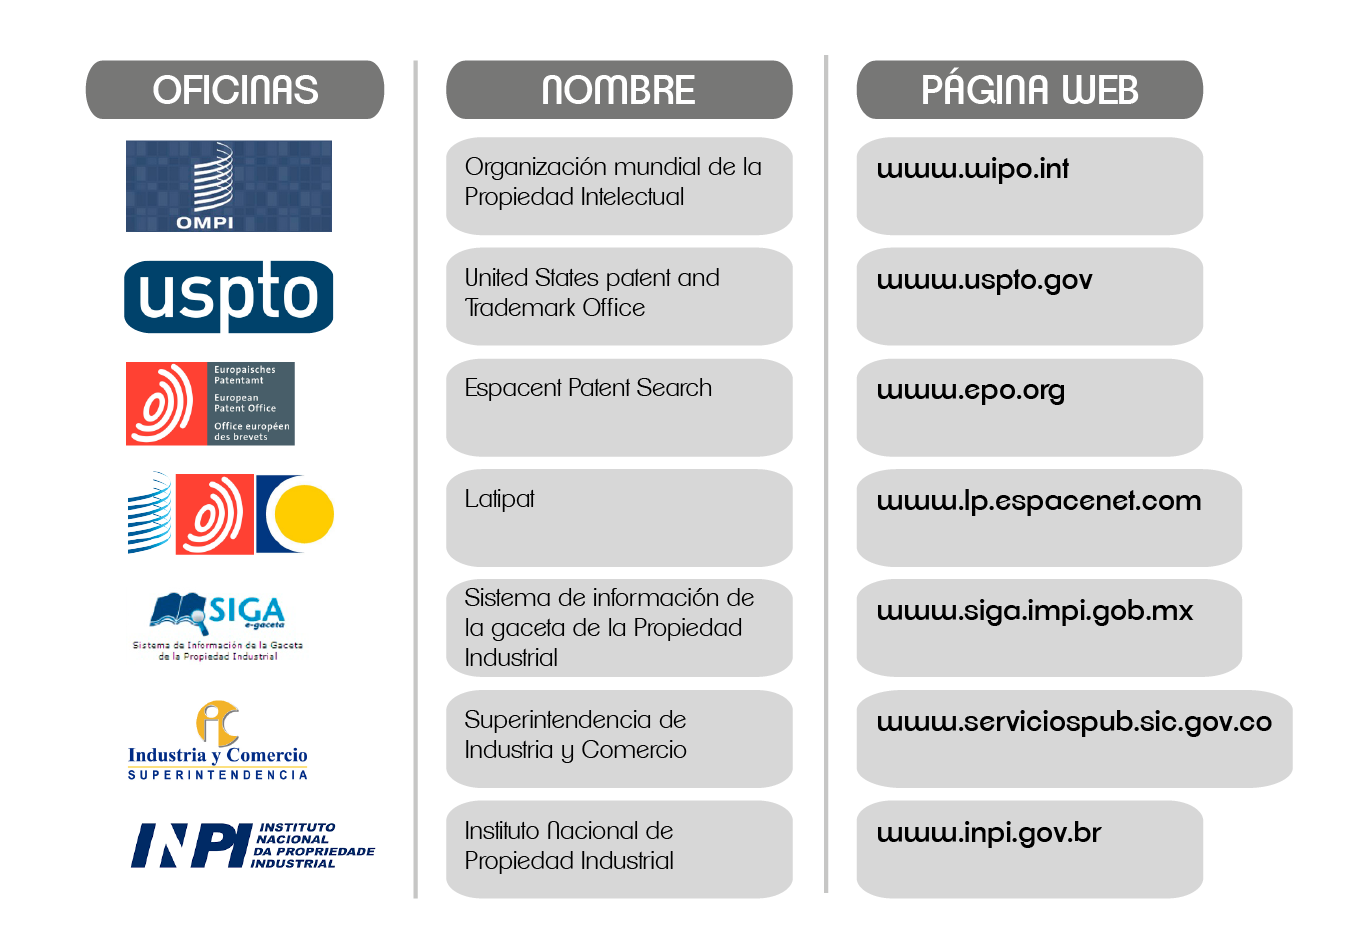 OFICINAS
NOMBRE
PÁGINA WEB
OMPI
Organización mundial de la
Propiedad Intelectual
www.wipo.int
uspto
United States patent and
Trademark Office
www.uspto.gov
Europaisches
Patentamt
European
Patent Office
Office européen
des brevets
Espacent Patent Search
www.epo.org
Latipat
www.lp.espacenet.com
SIGA
e-gaceta
Sistema de Información de la Gaceta
de la Propiedad Industrial
Sistema de información de
la gaceta de la Propiedad
Industrial
www.siga.impi.gob.mx
ic
Industria y Comercio
SUPERINTENDENCIA
Superintendencia de
Industria y Comercio
www.serviciospub.sic.gov.co
INPI
INSTITUTO
NACIONAL
DA PROPRIEDADE
INDUSTRIAL
Instituto Nacional de
Propiedad Industrial
www.inpi.gov.br